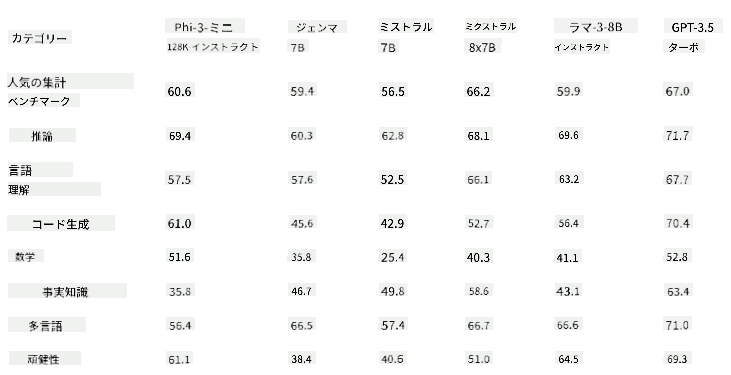 カテゴリー Phi-3-ミニ ジェンマ ミストラル ミクストラル ラマ-3-8B GPT-3.5
128K インストラクト 7B 7B 8x7B インストラクト ターボ
人気の集計
ベンチマーク 60.6 59.4 56.5 66.2 59.9 67.0
推論 69.4 60.3 62.8 68.1 69.6 71.7
言語
理解 57.5 57.6 52.5 66.1 63.2 67.7
コード生成 61.0 45.6 42.9 52.7 56.4 70.4
数学 51.6 35.8 25.4 40.3 41.1 52.8
事実知識 35.8 46.7 49.8 58.6 43.1 63.4
多言語 56.4 66.5 57.4 66.7 66.6 71.0
頑健性 61.1 38.4 40.6 51.0 64.5 69.3